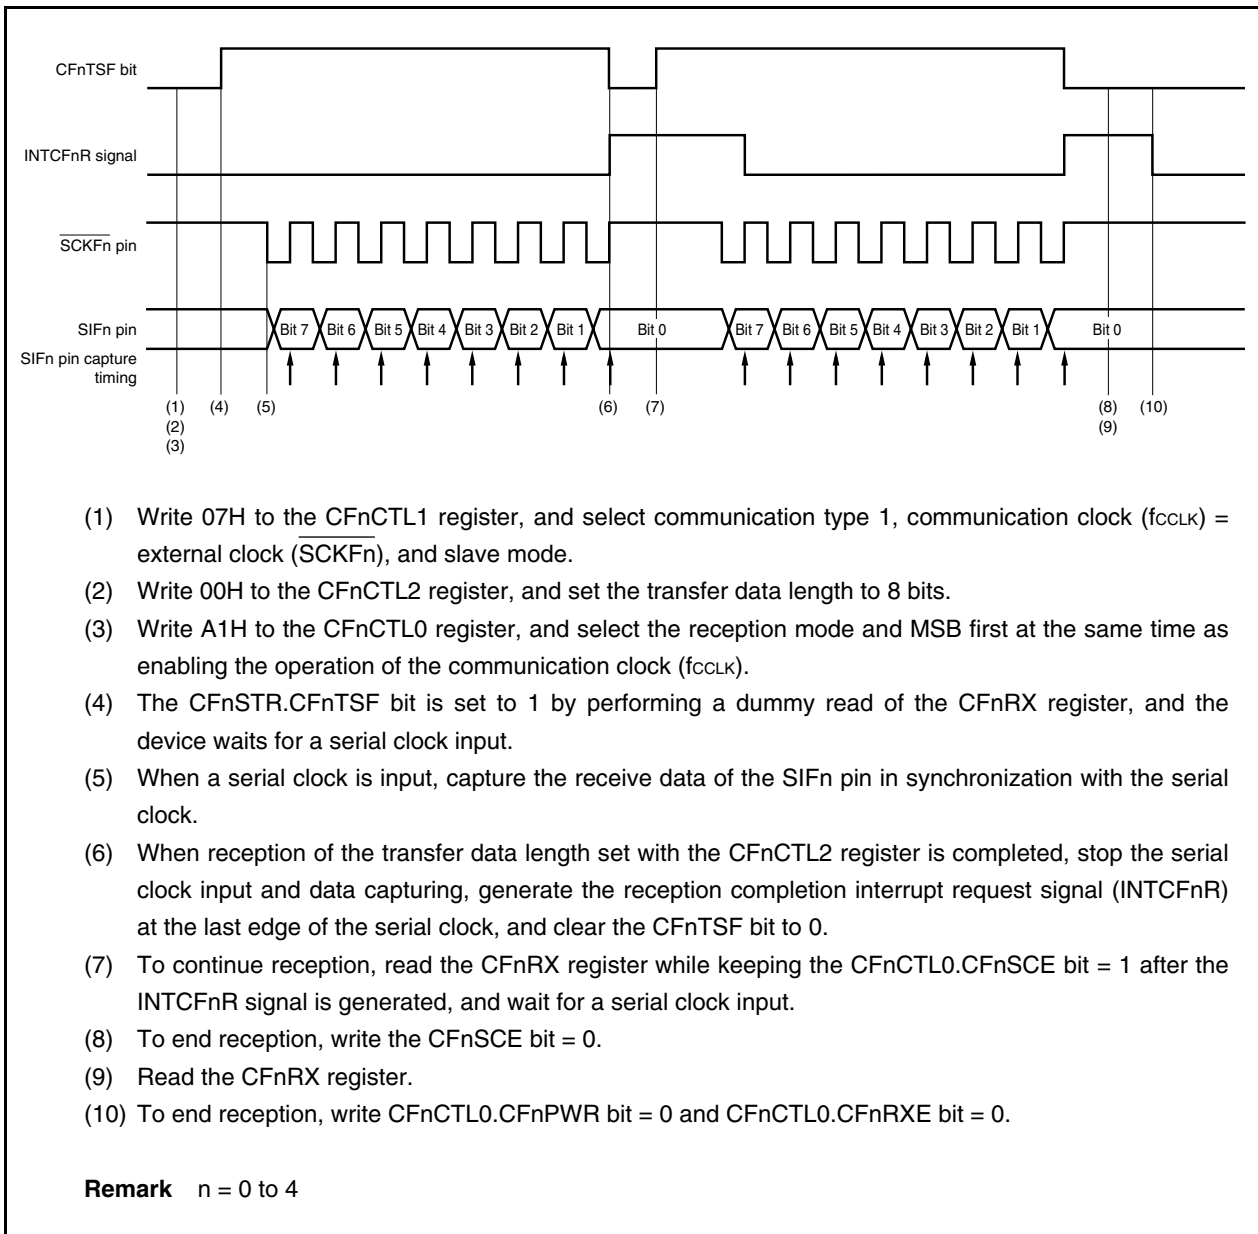 CFnTSF bit
INTCFnR signal
SCKFn pin
SIFn pin
Bit 7 Bit 6 Bit 5 Bit 4 Bit 3 Bit 2 Bit 1 Bit 0 Bit 7 Bit 6 Bit 5 Bit 4 Bit 3 Bit 2 Bit 1 Bit 0
SIFn pin capture
timing
(1) (4) (5) (6) (7) (8) (10)
(2) (9)
(3)
(1) Write 07H to the CFnCTL1 register, and select communication type 1, communication clock (fCCLK) =
external clock (SCKFn), and slave mode.
(2) Write 00H to the CFnCTL2 register, and set the transfer data length to 8 bits.
(3) Write A1H to the CFnCTL0 register, and select the reception mode and MSB first at the same time as
enabling the operation of the communication clock (fCCLK).
(4) The CFnSTR.CFnTSF bit is set to 1 by performing a dummy read of the CFnRX register, and the
device waits for a serial clock input.
(5) When a serial clock is input, capture the receive data of the SIFn pin in synchronization with the serial
clock.
(6) When reception of the transfer data length set with the CFnCTL2 register is completed, stop the serial
clock input and data capturing, generate the reception completion interrupt request signal (INTCFnR)
at the last edge of the serial clock, and clear the CFnTSF bit to 0.
(7) To continue reception, read the CFnRX register while keeping the CFnCTL0.CFnSCE bit = 1 after the
INTCFnR signal is generated, and wait for a serial clock input.
(8) To end reception, write the CFnSCE bit = 0.
(9) Read the CFnRX register.
(10) To end reception, write CFnCTL0.CFnPWR bit = 0 and CFnCTL0.CFnRXE bit = 0.
Remark n = 0 to 4